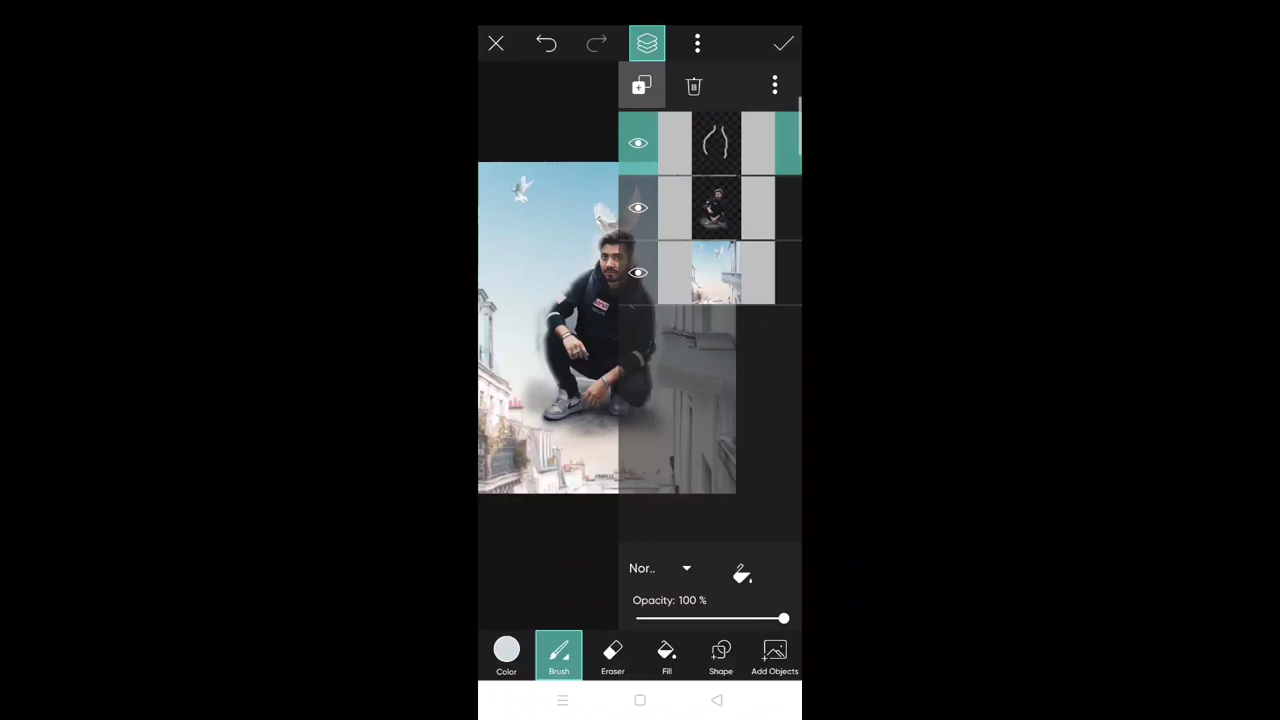 Nor..
Opacity: 100 %
Color
Brush
Eraser
Fill
Shape
Add Objects